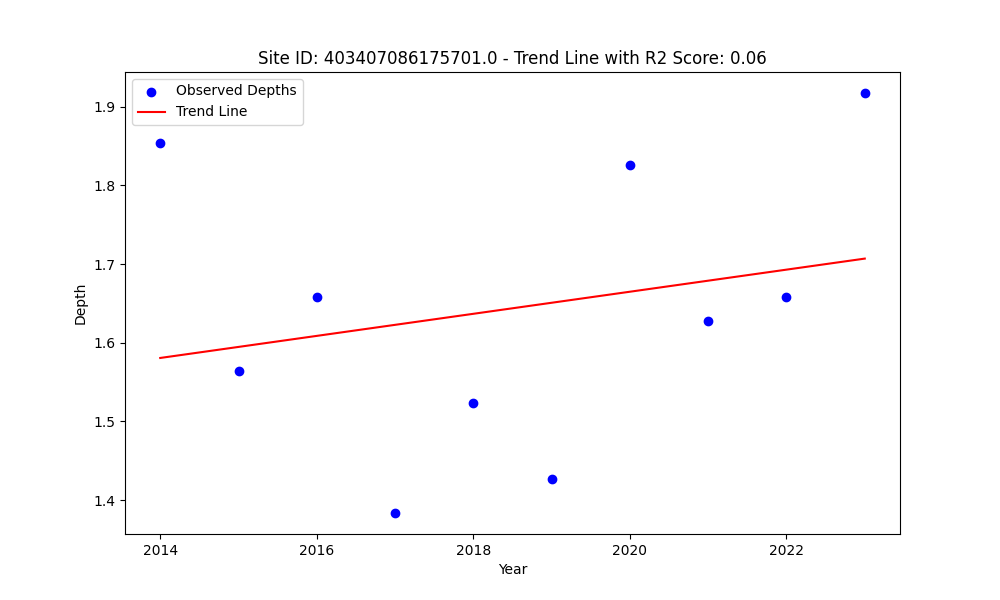 Site ID: 403407086175701.0 - Trend Line with R2 Score: 0.06
Observed Depths
Trend Line
1.9
1.8
1.7
1.6
1.5
1.4
Depth
2014
2016
2018
2020
2022
Year